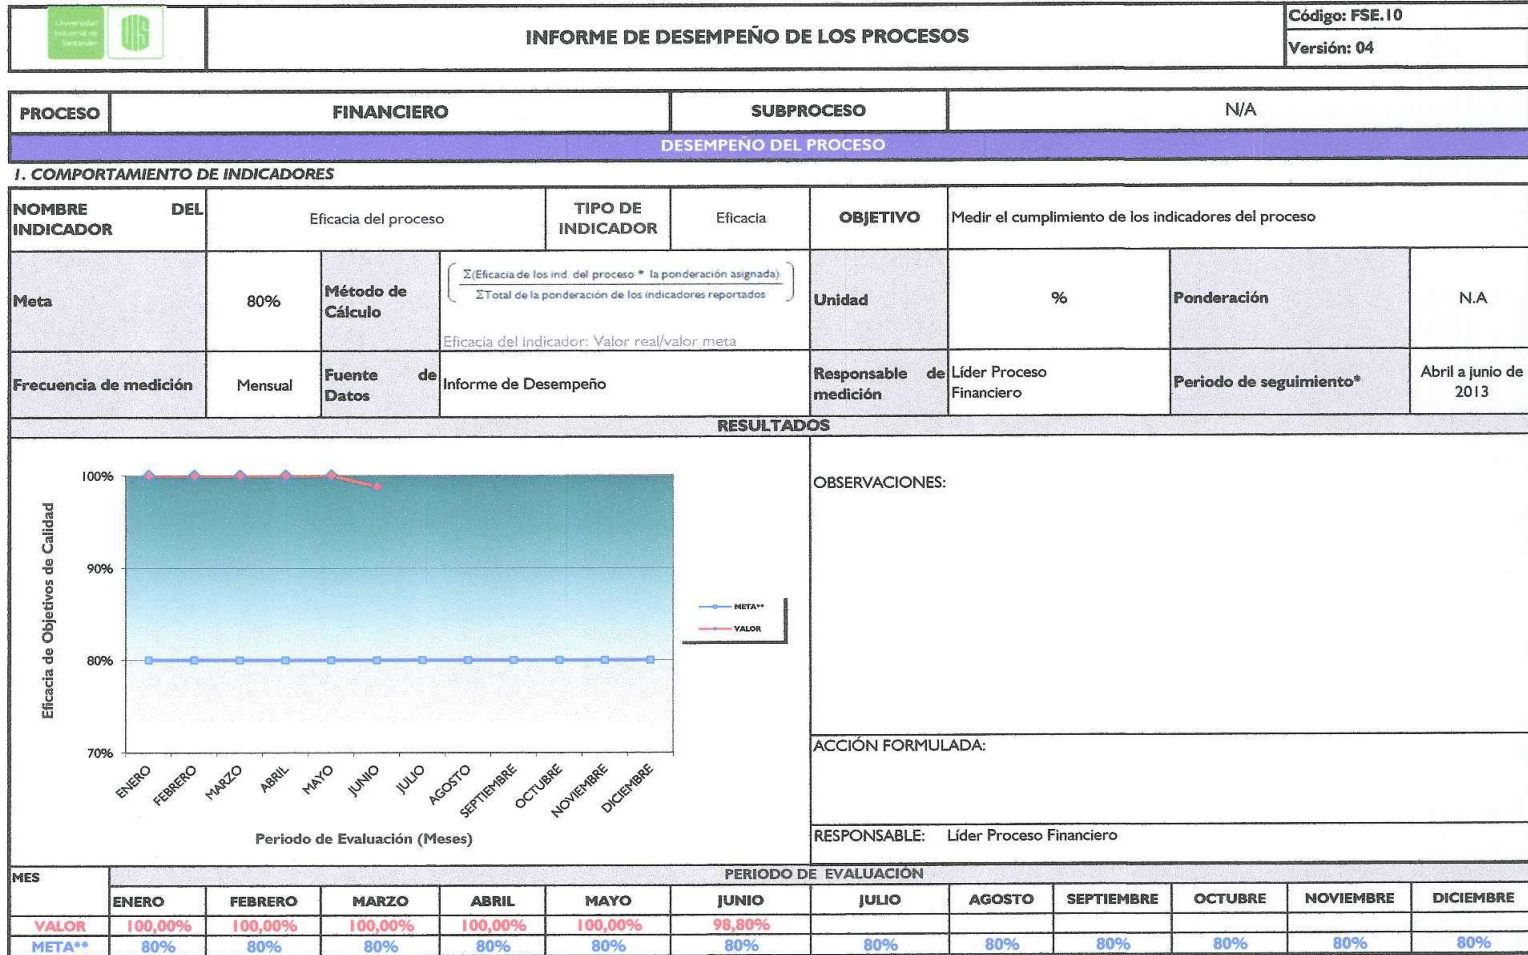 Universidad
Industrial de
Santander
UIS
INFORME DE DESEMPEÑO DE LOS PROCESOS
Código: FSE.10
Versión: 04
PROCESO FINANCIERO SUBPROCESO N/A
DESEMPEÑO DEL PROCESO
1. COMPORTAMIENTO DE INDICADORES
NOMBRE DEL
INDICADOR
Eficacia del proceso
TIPO DE
INDICADOR
Eficacia
OBJETIVO
Medir el cumplimiento de los indicadores del proceso
Meta
80%
Método de
Cálculo
Σ(Eficacia de los ind. del proceso * la ponderación asignada)
ΣTotal de la ponderación de los indicadores reportados
Eficacia del indicador: Valor real/valor meta
Unidad
%
Ponderación
N.A
Frecuencia de medición
Mensual
Fuente de
Datos
Informe de Desempeño
Responsable de
medición
Líder Proceso
Financiero
Periodo de seguimiento*
Abril a junio de
2013
RESULTADOS
Eficacia de Objetivos de Calidad
100%
90%
80%
70%
ENERO
FEBRERO
MARZO
ABRIL
MAYO
JUNIO
JULIO
AGOSTO
SEPTIEMBRE
OCTUBRE
NOVIEMBRE
DICIEMBRE
Periodo de Evaluación (Meses)
META**
VALOR
OBSERVACIONES:
ACCIÓN FORMULADA:
RESPONSABLE: Líder Proceso Financiero
MES PERIODO DE EVALUACIÓN
ENERO FEBRERO MARZO ABRIL MAYO JUNIO JULIO AGOSTO SEPTIEMBRE OCTUBRE NOVIEMBRE DICIEMBRE
VALOR 100,00% 100,00% 100,00% 100,00% 100,00% 98,80%
META** 80% 80% 80% 80% 80% 80% 80% 80% 80% 80% 80% 80%